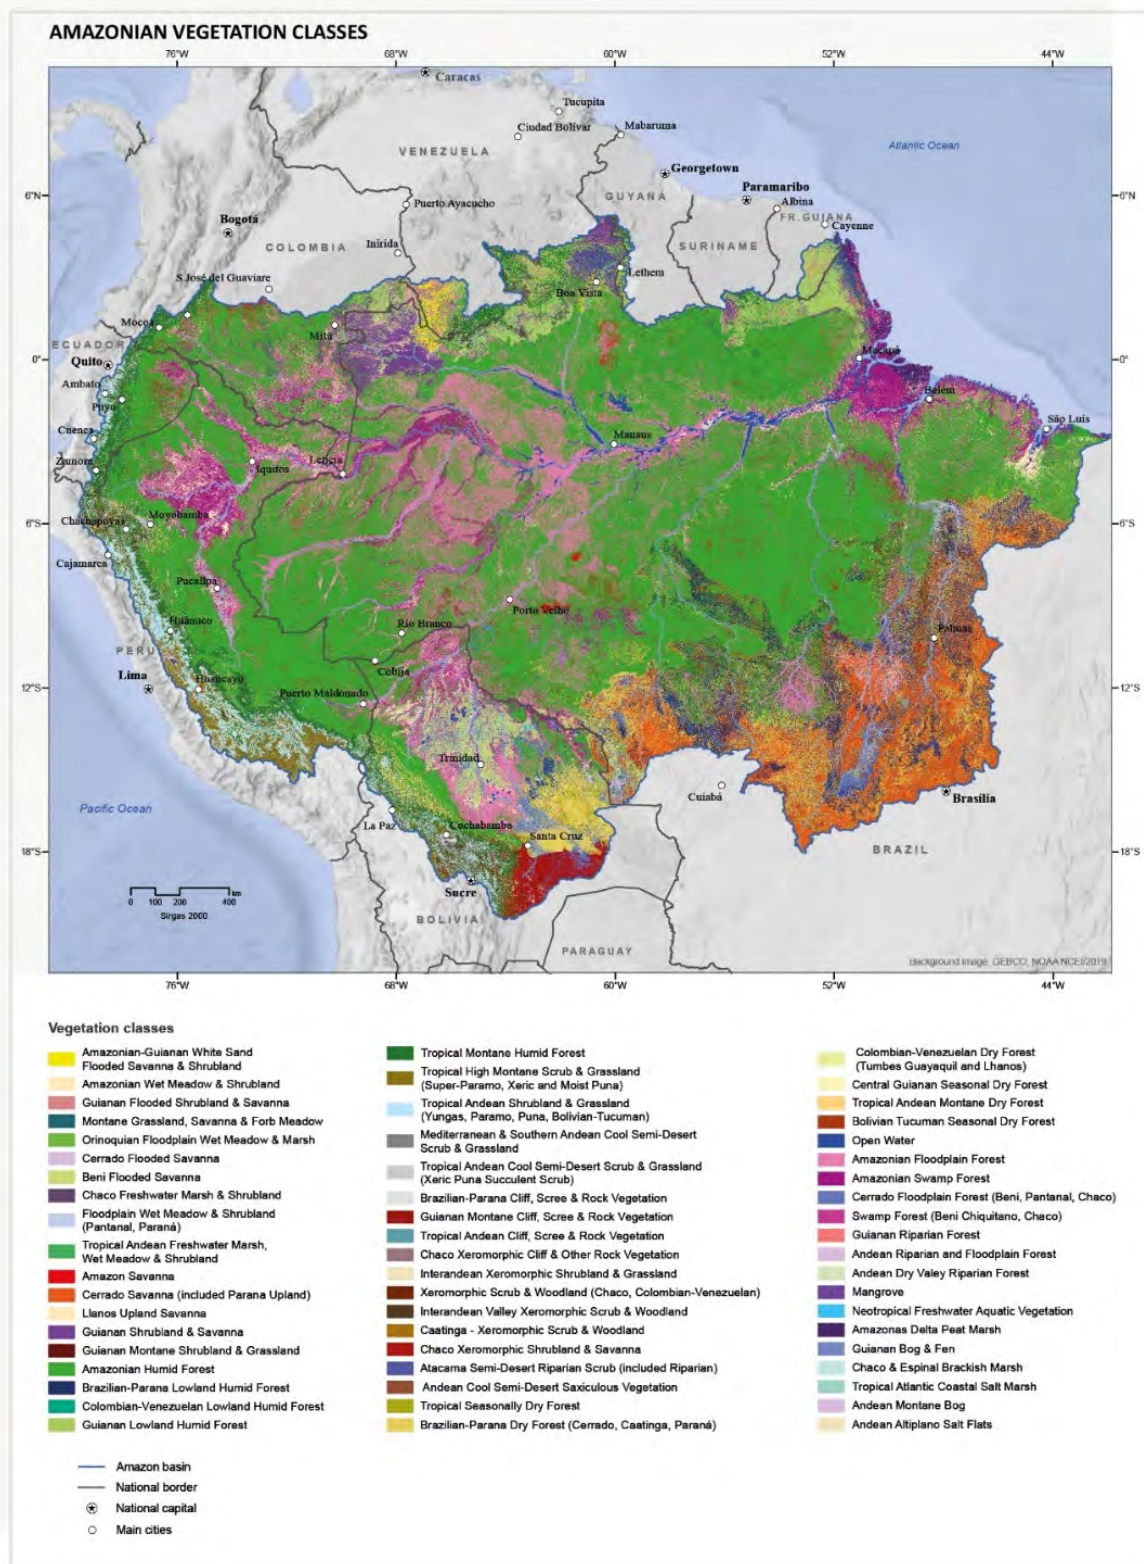 AMAZONIAN VEGETATION CLASSES
76°W 68°W 60°W 52°W 44°W
Caracas
Tucupita
Ciudad Bolívar
Mabaruma
VENEZUELA
Atlantic Ocean
Georgetown
6°N
GUYANA
Paramaribo
6°N
Puerto Ayacucho
Albina
Bogotá
FR.GUIANA
Cayenne
COLOMBIA
Inírida
SURINAME
S José del Guaviare
Lethem
Boa Vista
Mocoa
Mitú
ECUADOR
Macapá
Quito
0°
0°
Ambato
Puyo
Belém
São Luis
Cuenca
Manaus
Zamora
Iquitos
Leticia
Chachapoyas
Moyobamba
6°S
6°S
Cajamarca
Pucallpa
Porto Velho
Huánuco
Rio Branco
Palmas
PERU
Cobija
Lima
Huancayo
12°S
12°S
Puerto Maldonado
Trinidad
Cuiabá
Brasília
Pacific Ocean
La Paz
Cochabamba
Santa Cruz
18°S
BRAZIL
18°S
Sucre
0 100 200 400 km
Sirgas 2000
BOLIVIA
PARAGUAY
Background image: GEBCO, NOAA NCEI/2019
76°W 68°W 60°W 52°W 44°W
Vegetation classes
Amazonian-Guianan White Sand
Flooded Savanna & Shrubland
Amazonian Wet Meadow & Shrubland
Guianan Flooded Shrubland & Savanna
Montane Grassland, Savanna & Forb Meadow
Orinoquian Floodplain Wet Meadow & Marsh
Cerrado Flooded Savanna
Beni Flooded Savanna
Chaco Freshwater Marsh & Shrubland
Floodplain Wet Meadow & Shrubland
(Pantanal, Paraná)
Tropical Andean Freshwater Marsh,
Wet Meadow & Shrubland
Amazon Savanna
Cerrado Savanna (included Parana Upland)
Llanos Upland Savanna
Guianan Shrubland & Savanna
Guianan Montane Shrubland & Grassland
Amazonian Humid Forest
Brazilian-Parana Lowland Humid Forest
Colombian-Venezuelan Lowland Humid Forest
Guianan Lowland Humid Forest
Tropical Montane Humid Forest
Tropical High Montane Scrub & Grassland
(Super-Paramo, Xeric and Moist Puna)
Tropical Andean Shrubland & Grassland
(Yungas, Paramo, Puna, Bolivian-Tucuman)
Mediterranean & Southern Andean Cool Semi-Desert
Scrub & Grassland
Tropical Andean Cool Semi-Desert Scrub & Grassland
(Xeric Puna Succulent Scrub)
Brazilian-Parana Cliff, Scree & Rock Vegetation
Guianan Montane Cliff, Scree & Rock Vegetation
Tropical Andean Cliff, Scree & Rock Vegetation
Chaco Xeromorphic Cliff & Other Rock Vegetation
Interandean Xeromorphic Shrubland & Grassland
Xeromorphic Scrub & Woodland (Chaco, Colombian-Venezuelan)
Interandean Valley Xeromorphic Scrub & Woodland
Caatinga - Xeromorphic Scrub & Woodland
Chaco Xeromorphic Shrubland & Savanna
Atacama Semi-Desert Riparian Scrub (included Riparian)
Andean Cool Semi-Desert Saxiculous Vegetation
Tropical Seasonally Dry Forest
Brazilian-Parana Dry Forest (Cerrado, Caatinga, Paraná)
Colombian-Venezuelan Dry Forest
(Tumbes Guayaquil and Lhanos)
Central Guianan Seasonal Dry Forest
Tropical Andean Montane Dry Forest
Bolivian Tucuman Seasonal Dry Forest
Open Water
Amazonian Floodplain Forest
Amazonian Swamp Forest
Cerrado Floodplain Forest (Beni, Pantanal, Chaco)
Swamp Forest (Beni Chiquitano, Chaco)
Guianan Riparian Forest
Andean Riparian and Floodplain Forest
Andean Dry Valey Riparian Forest
Mangrove
Neotropical Freshwater Aquatic Vegetation
Amazonas Delta Peat Marsh
Guianan Bog & Fen
Chaco & Espinal Brackish Marsh
Tropical Atlantic Coastal Salt Marsh
Andean Montane Bog
Andean Altiplano Salt Flats
Amazon basin
National border
National capital
Main cities